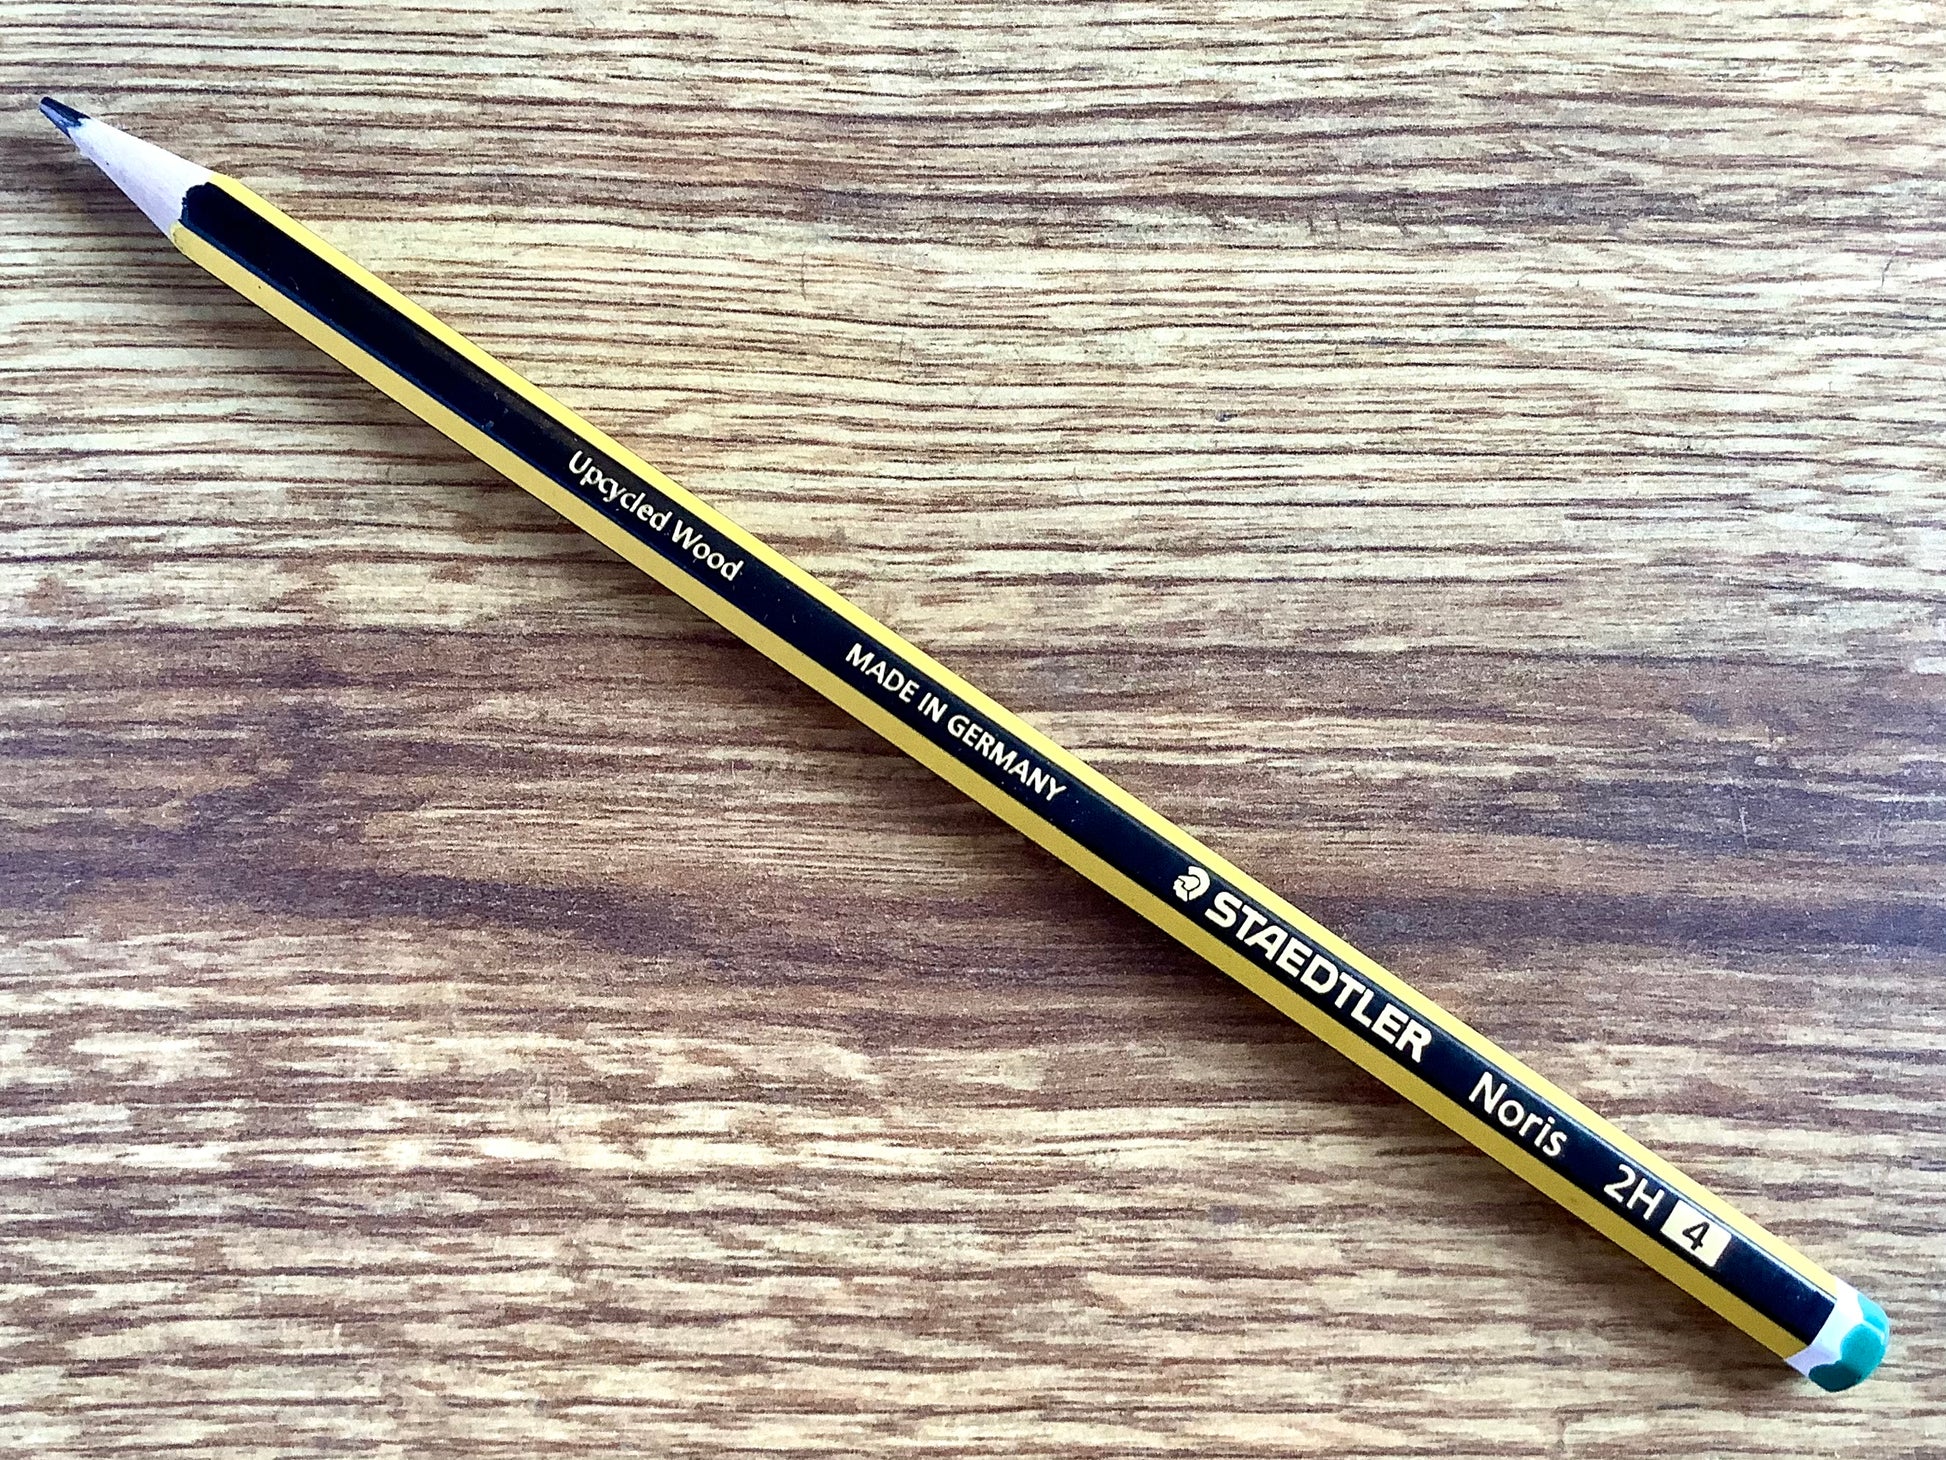 Upcycled Wood MADE IN GERMANY STAEDTLER Noris 2H 4